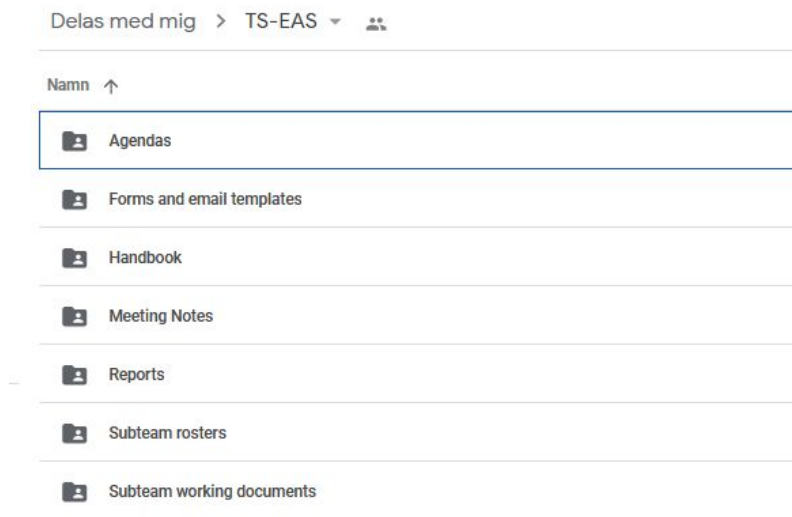 Delas med mig > TS-EAS
Namn ↑
Agendas
Forms and email templates
Handbook
Meeting Notes
Reports
Subteam rosters
Subteam working documents